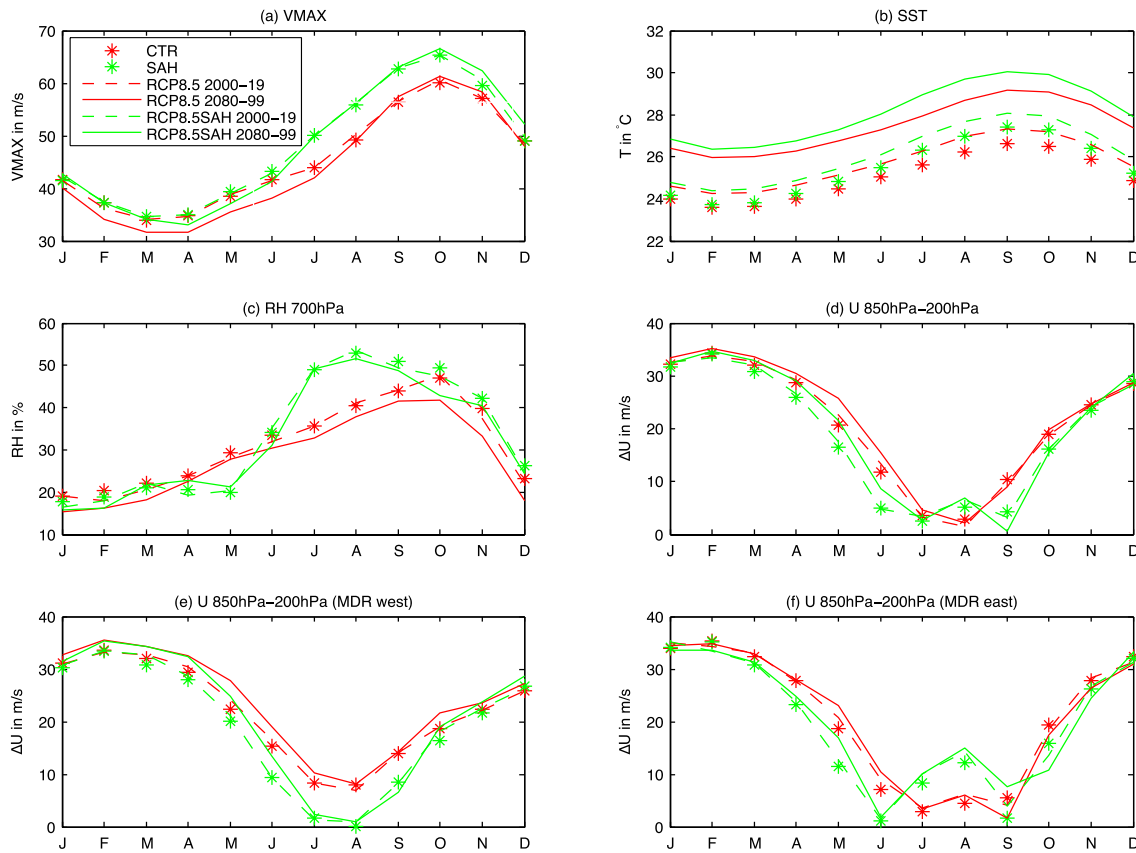 (a) VMAX
VMAX in m/s
70
60
50
40
30
CTR
SAH
RCP8.5 2000−19
RCP8.5 2080−99
RCP8.5SAH 2000−19
RCP8.5SAH 2080−99
J F M A M J J A S O N D
(b) SST
T in °C
32
30
28
26
24
22
J F M A M J J A S O N D
(c) RH 700hPa
RH in %
60
50
40
30
20
10
J F M A M J J A S O N D
(d) U 850hPa−200hPa
ΔU in m/s
40
30
20
10
0
J F M A M J J A S O N D
(e) U 850hPa−200hPa (MDR west)
ΔU in m/s
40
30
20
10
0
J F M A M J J A S O N D
(f) U 850hPa−200hPa (MDR east)
ΔU in m/s
40
30
20
10
0
J F M A M J J A S O N D